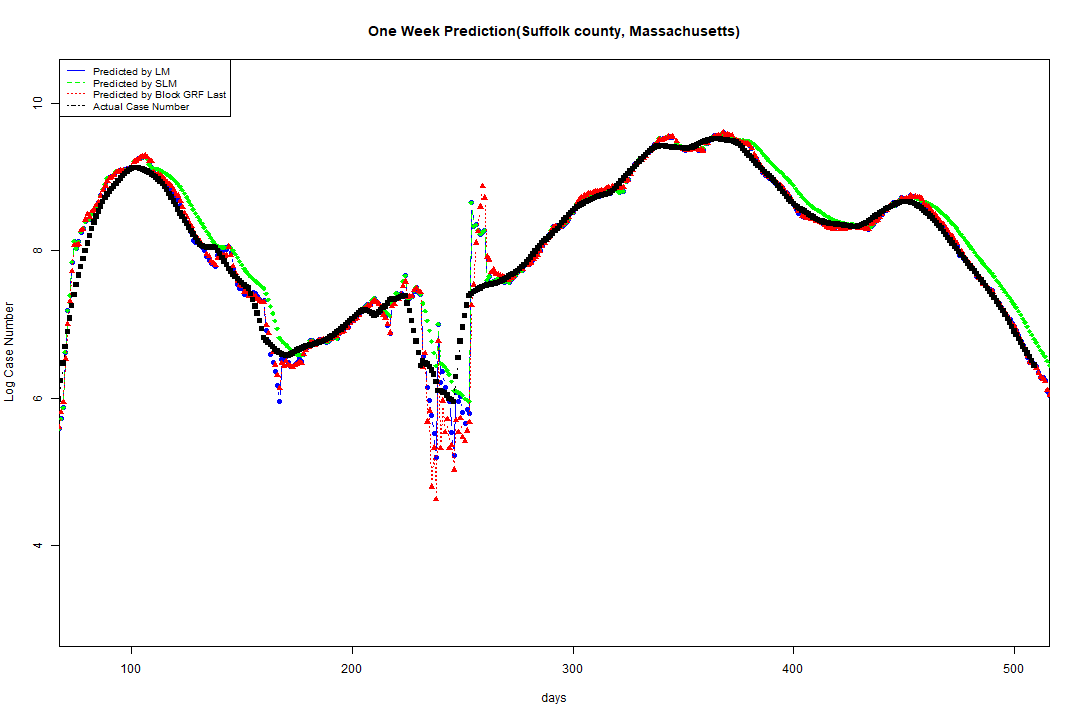 One Week Prediction(Suffolk county, Massachusetts)
Predicted by LM
Predicted by SLM
Predicted by Block GRF Last
Actual Case Number
Log Case Number
10
8
6
4
100
200
300
400
500
days